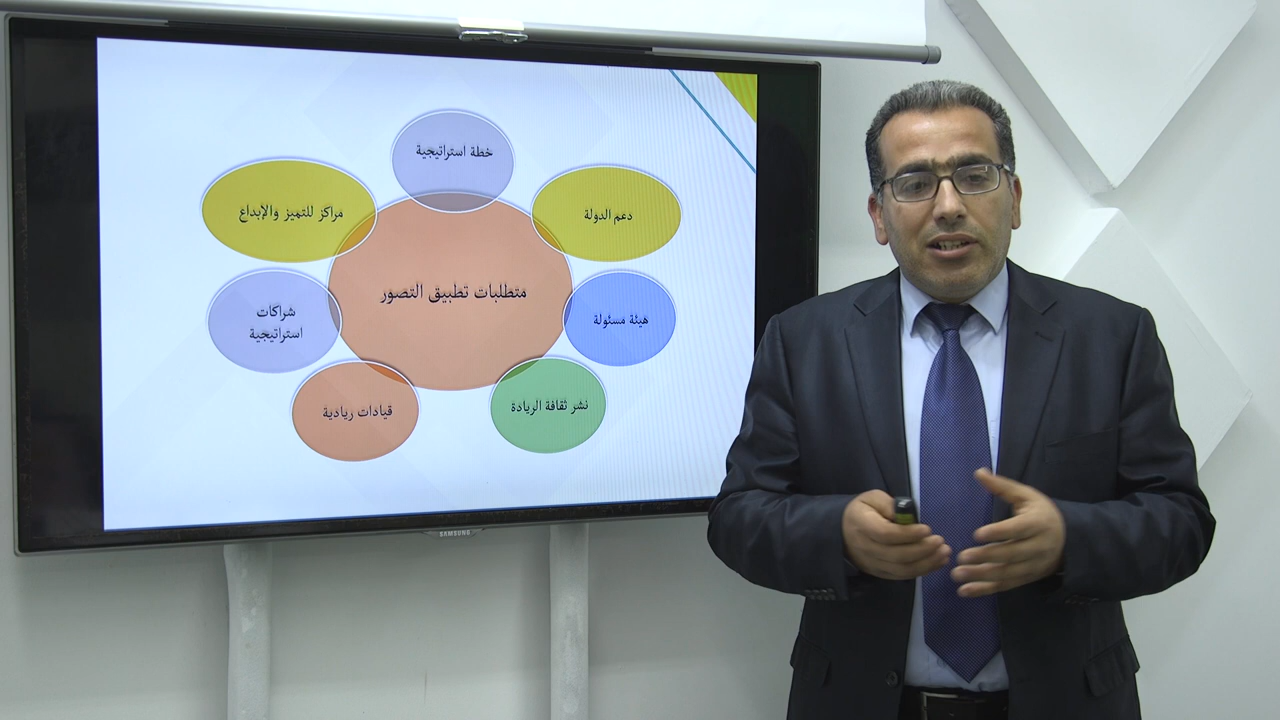 خطة استراتيجية
مراكز للتميز والإبداع
دعم الدولة
متطلبات تطبيق التصور
هيئة مسئولة
شراكات
استراتيجية
نشر ثقافة الريادة
قيادات ريادية
SAMSUNG